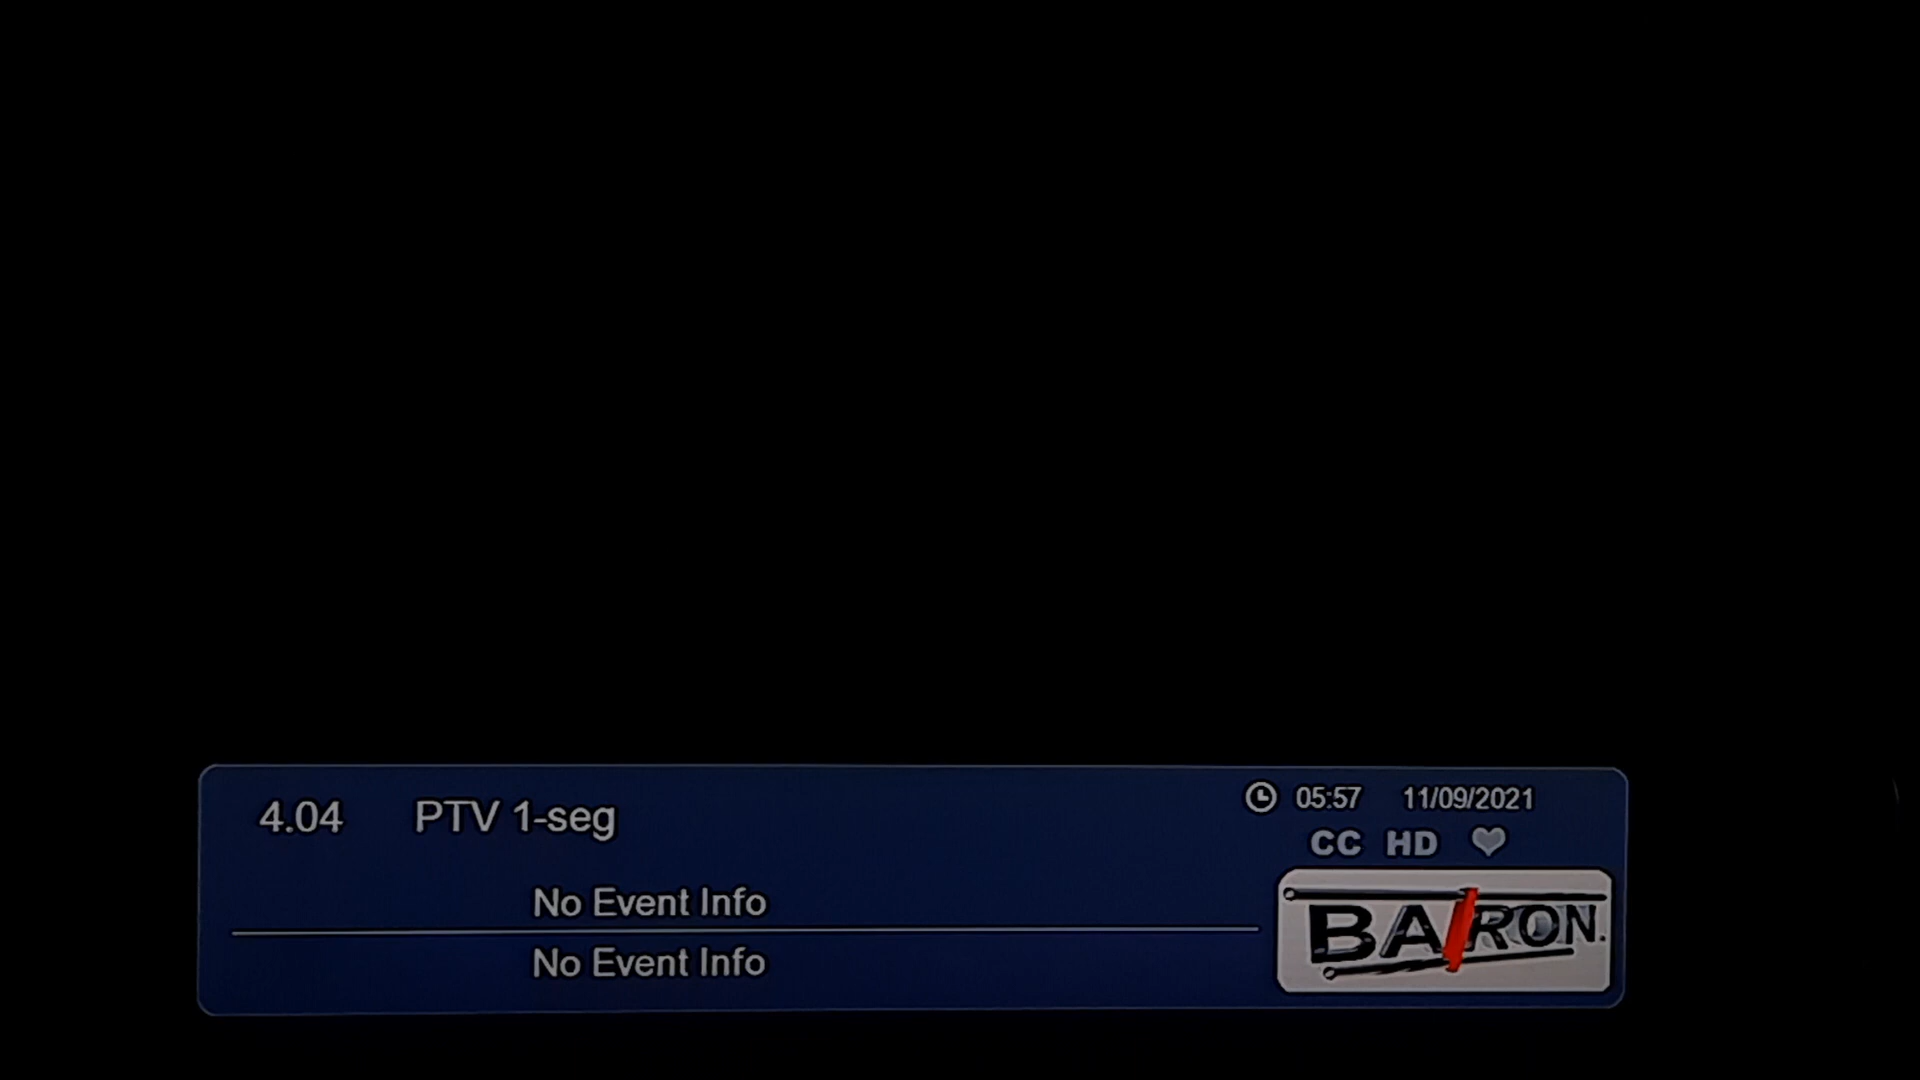 4.04 PTV 1-seg
05:57 11/09/2021
CC HD
No Event Info
No Event Info
BARON.